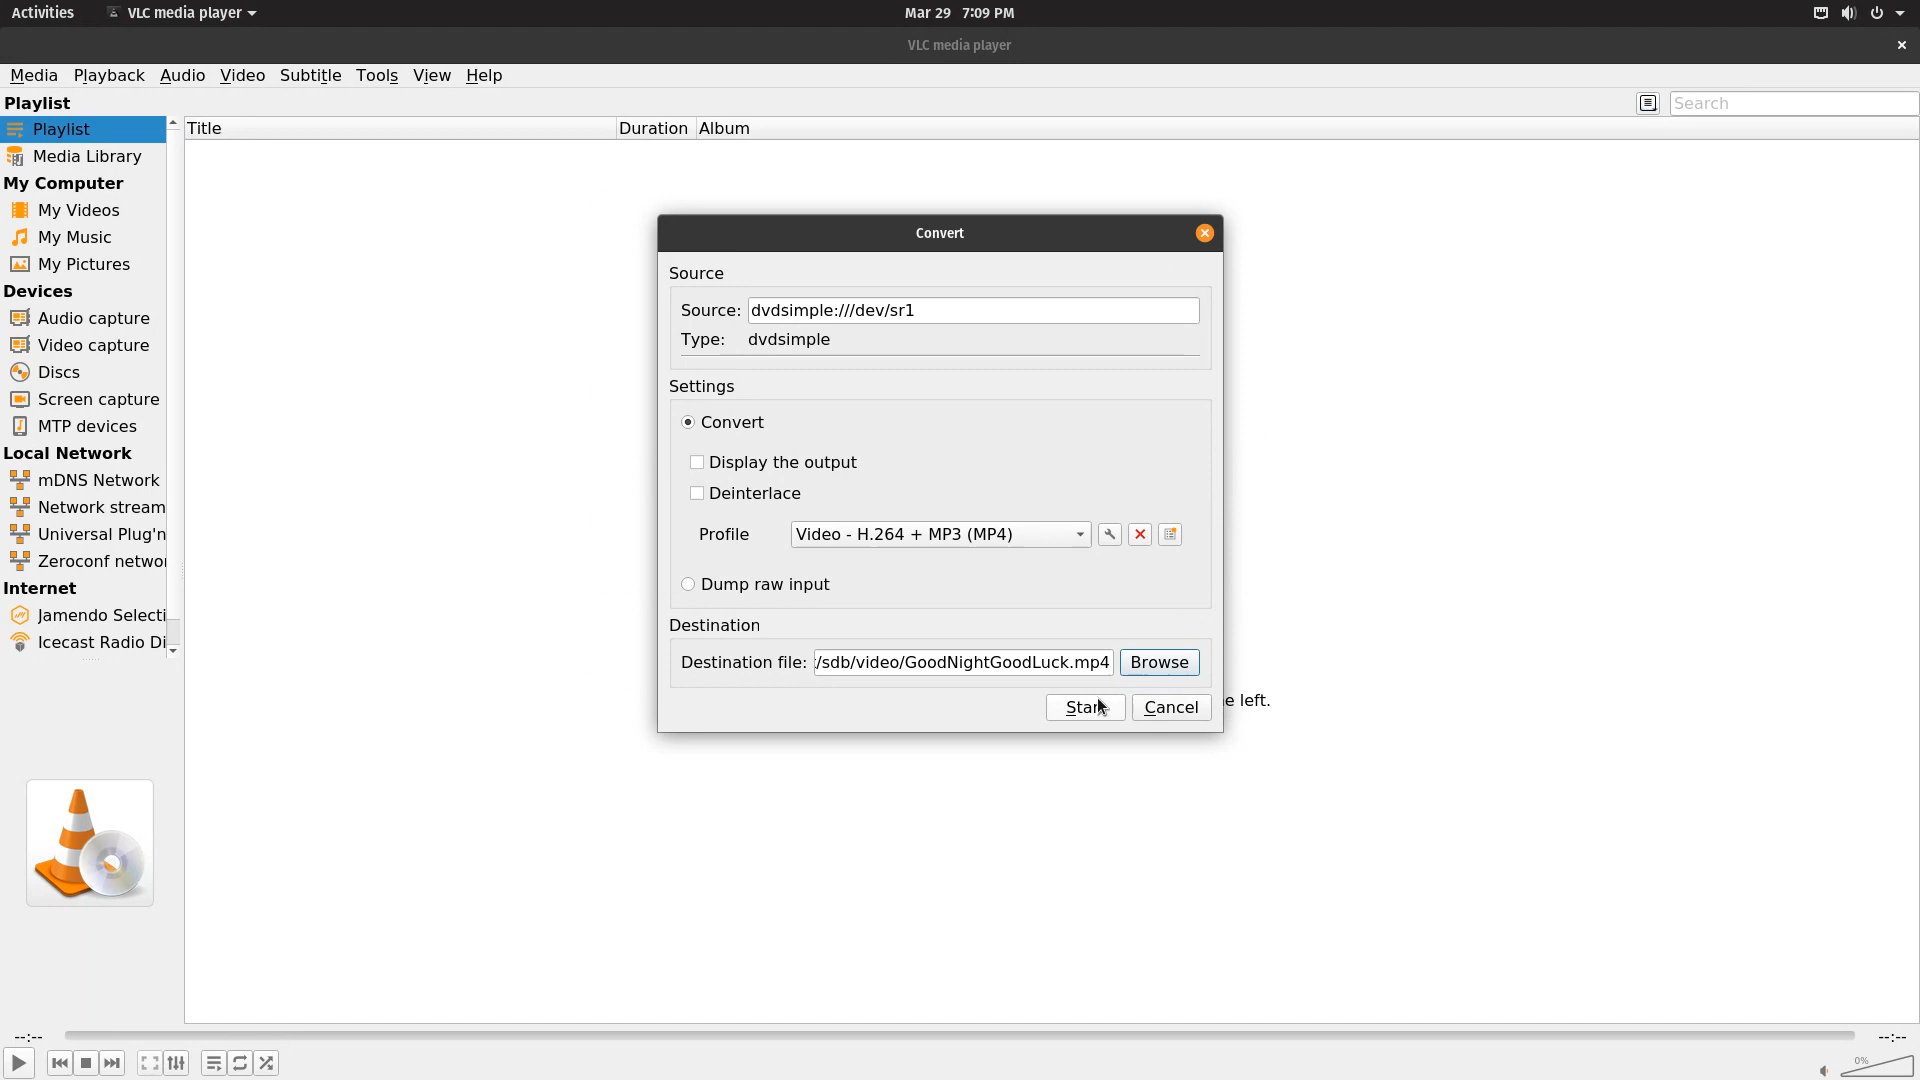 Activities VLC media player Mar 29 7:09 PM
VLC media player
Media Playback Audio Video Subtitle Tools View Help
Playlist Search
Playlist Title Duration Album
Media Library
My Computer
My Videos
My Music
My Pictures
Devices
Audio capture
Video capture
Discs
Screen capture
MTP devices
Local Network
mDNS Network
Network stream
Universal Plug'n
Zeroconf netwo
Internet
Jamendo Selecti
Icecast Radio Di
Convert
Source
Source: dvdsimple:///dev/sr1
Type: dvdsimple
Settings
Convert
Display the output
Deinterlace
Profile Video - H.264 + MP3 (MP4)
Dump raw input
Destination
Destination file: /sdb/video/GoodNightGoodLuck.mp4 Browse
Start Cancel
e left.
--:-- --:--
0%